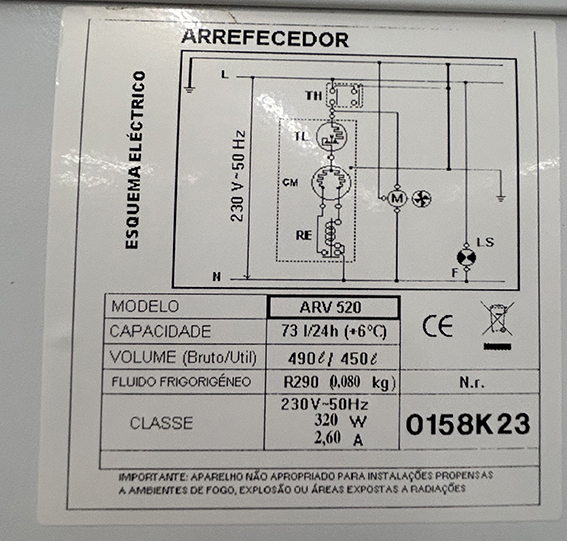 ARREFECEDOR
ESQUEMA ELÉCTRICO
L
TH
TL
230 V~50 Hz
CM
M
RE
LS
F
N
MODELO ARV 520
CAPACIDADE 73 l/24h (+6°C)
VOLUME (Bruto/Util) 490ℓ / 450ℓ
FLUIDO FRIGORIGÉNEO R290 (0,080 kg) N.r.
CLASSE 230V~50Hz
320 W
2,60 A
0158K23
CE
IMPORTANTE: APARELHO NÃO APROPRIADO PARA INSTALAÇÕES PROPENSAS
A AMBIENTES DE FOGO, EXPLOSÃO OU ÁREAS EXPOSTAS A RADIAÇÕES